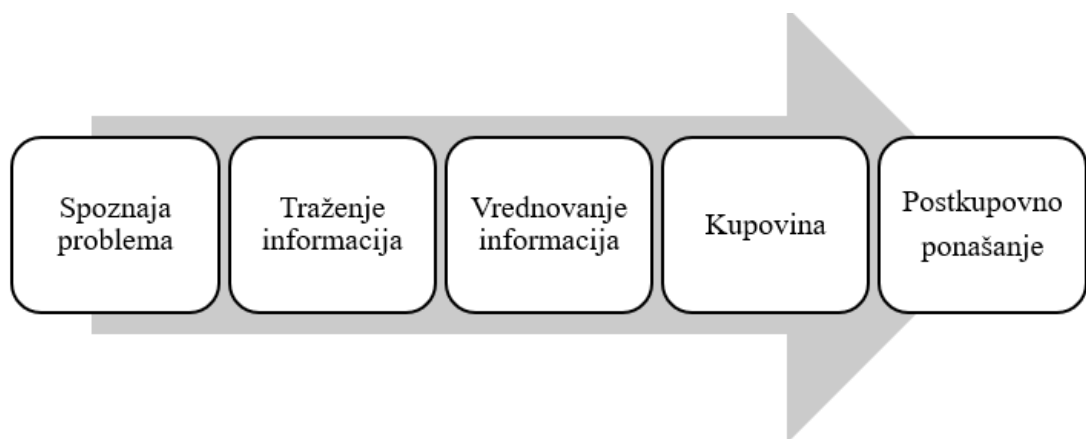 Spoznaja
problema
Traženje
informacija
Vrednovanje
informacija
Kupovina
Postkupovno
ponašanje